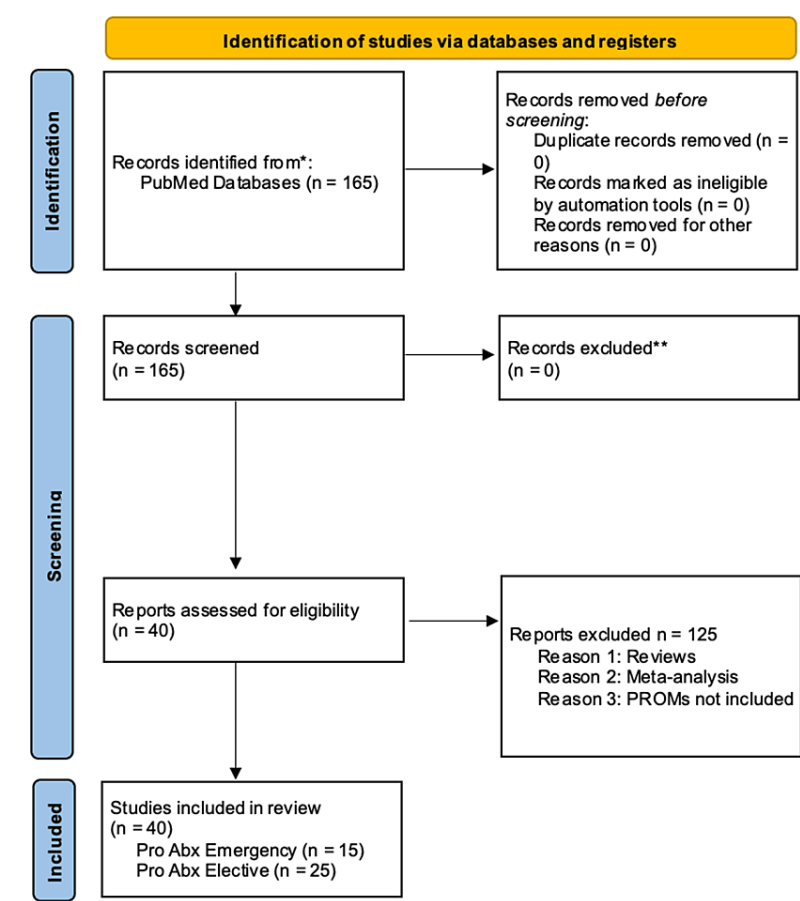 Identification of studies via databases and registers
Identification
Records identified from*:
PubMed Databases (n = 165)
Records removed before
screening:
Duplicate records removed (n =
0)
Records marked as ineligible
by automation tools (n = 0)
Records removed for other
reasons (n = 0)
Screening
Records screened
(n = 165)
Records excluded**
(n = 0)
Reports assessed for eligibility
(n = 40)
Reports excluded n = 125
Reason 1: Reviews
Reason 2: Meta-analysis
Reason 3: PROMs not included
Included
Studies included in review
(n = 40)
Pro Abx Emergency (n = 15)
Pro Abx Elective (n = 25)